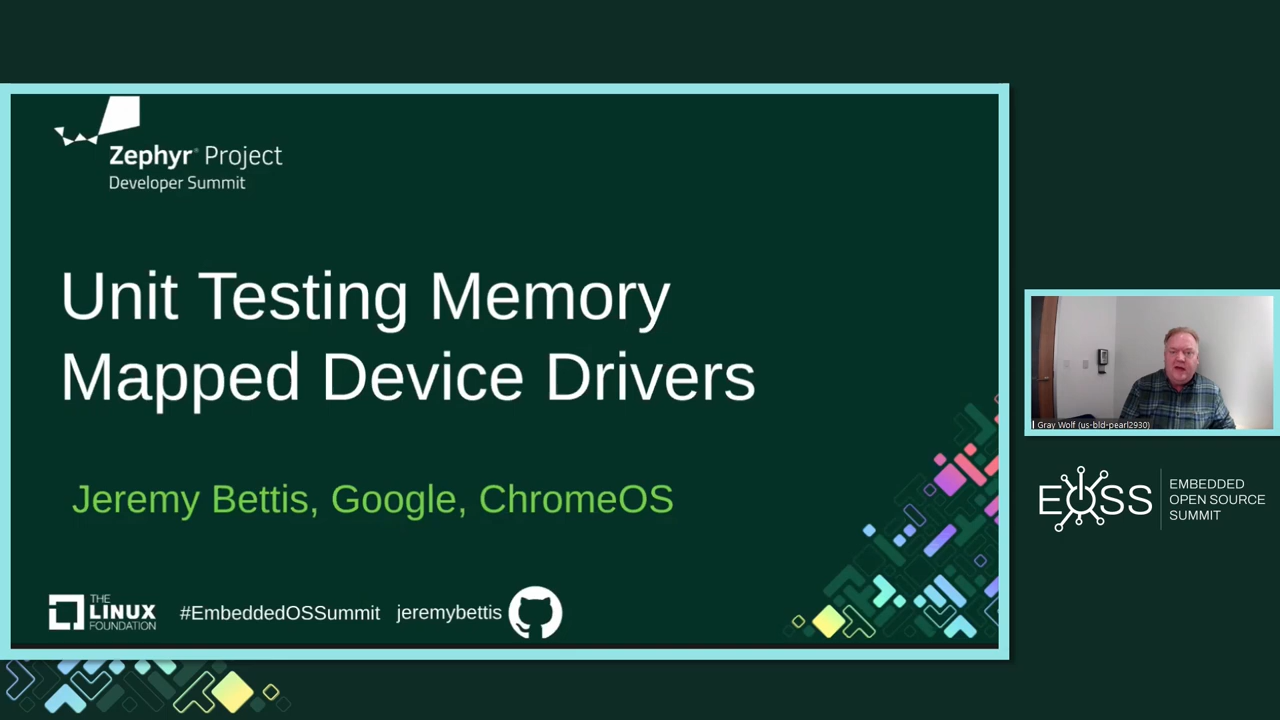 Zephyr® Project
Developer Summit
Unit Testing Memory
Mapped Device Drivers
Jeremy Bettis, Google, ChromeOS
THE
LINUX
FOUNDATION
#EmbeddedOSSummit
jeremybettis
Gray Wolf (us-bld-pearl2930)
EOSS
EMBEDDED
OPEN SOURCE
SUMMIT